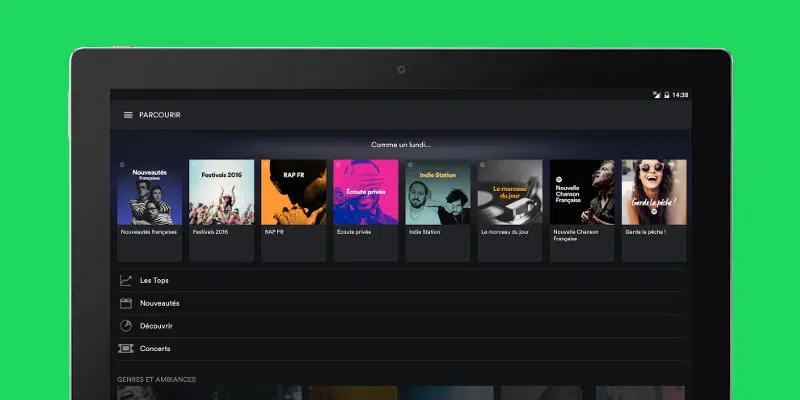 14:38
PARCOURIR
Comme un lundi...
Nouveautés
Françaises
Festivals 2016
RAP FR
Écoute privée
Indie Station
Le morceau
du jour
Nouvelle
Chanson
Française
Garde la pêche !
Nouveautés françaises
Festivals 2016
RAP FR
Écoute privée
Indie Station
Le morceau du jour
Nouvelle Chanson
Française
Garde la pêche !
Les Tops
Nouveautés
Découvrir
Concerts
GENRES ET AMBIANCES